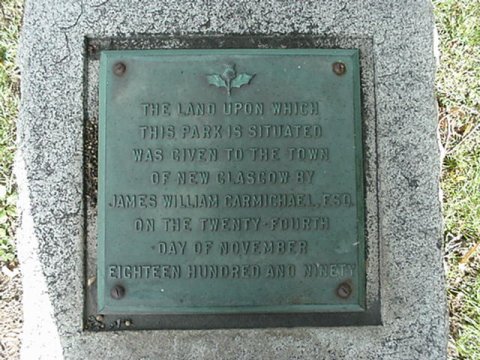 THE LAND UPON WHICH
THIS PARK IS SITUATED
WAS GIVEN TO THE TOWN
OF NEW GLASGOW BY
JAMES WILLIAM CARMICHAEL, ESQ.
ON THE TWENTY-FOURTH
DAY OF NOVEMBER
EIGHTEEN HUNDRED AND NINETY